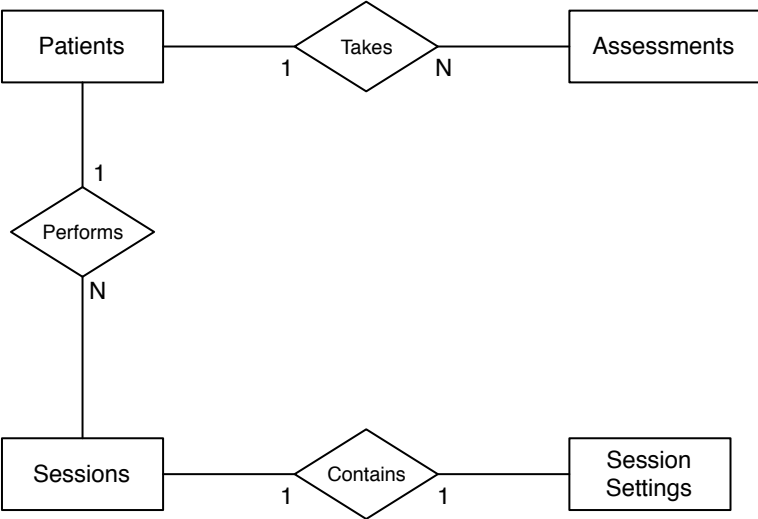 Patients
Takes
Assessments
1
N
1
Performs
N
Sessions
Contains
Session
Settings
1
1